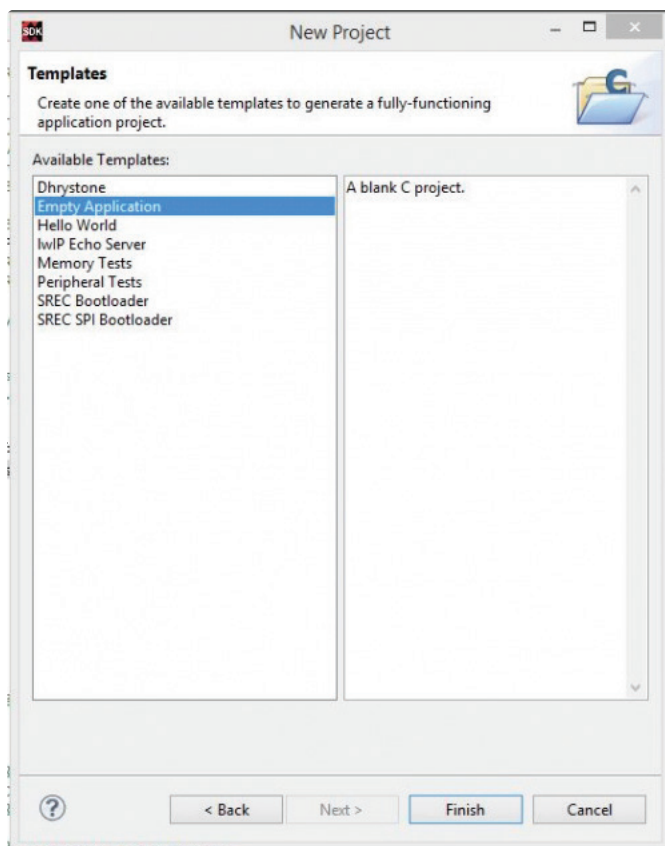 SDK
New Project
Templates
Create one of the available templates to generate a fully-functioning
application project.
Available Templates:
Dhrystone
Empty Application
Hello World
lwIP Echo Server
Memory Tests
Peripheral Tests
SREC Bootloader
SREC SPI Bootloader
A blank C project.
?
< Back
Next >
Finish
Cancel